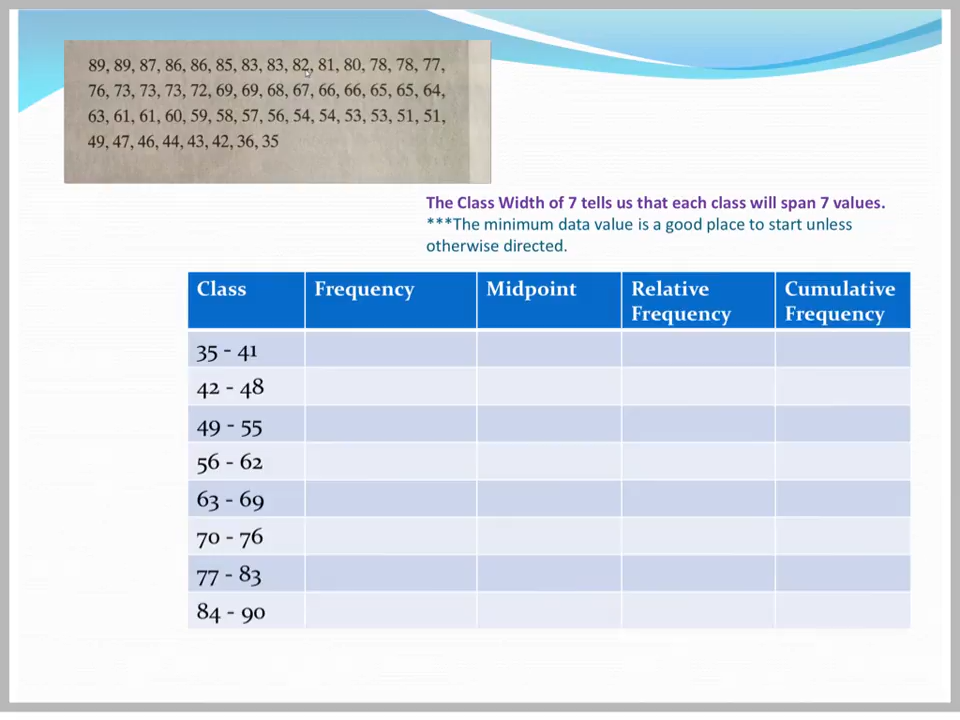 89, 89, 87, 86, 86, 85, 83, 83, 82, 81, 80, 78, 78, 77,
76, 73, 73, 73, 72, 69, 69, 68, 67, 66, 66, 65, 65, 64,
63, 61, 61, 60, 59, 58, 57, 56, 54, 54, 53, 53, 51, 51,
49, 47, 46, 44, 43, 42, 36, 35
The Class Width of 7 tells us that each class will span 7 values.
***The minimum data value is a good place to start unless
otherwise directed.
Class Frequency Midpoint Relative Frequency Cumulative Frequency
35 - 41
42 - 48
49 - 55
56 - 62
63 - 69
70 - 76
77 - 83
84 - 90